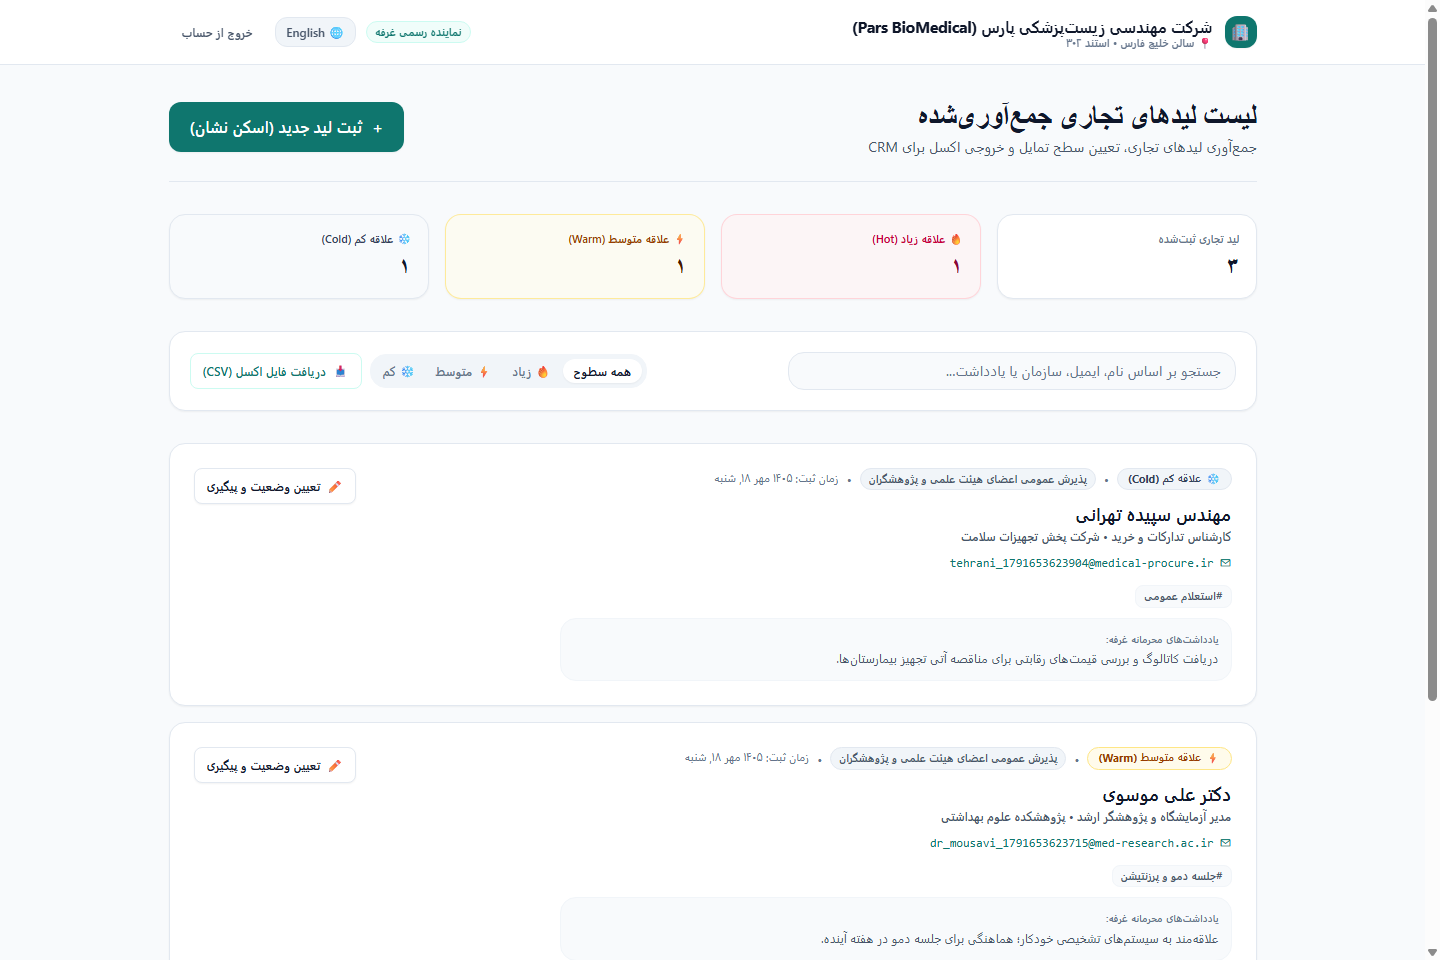 شرکت مهندسی زیست‌پزشکی پارس (Pars BioMedical)
سالن خلیج فارس • استند ۳۰۲
نماینده رسمی غرفه
English
خروج از حساب
لیست لیدهای تجاری جمع‌آوری‌شده
جمع‌آوری لیدهای تجاری، تعیین سطح تمایل و خروجی اکسل برای CRM
+ ثبت لید جدید (اسکن نشان)
لید تجاری ثبت‌شده
۳
علاقه زیاد (Hot)
۱
علاقه متوسط (Warm)
۱
علاقه کم (Cold)
۱
جستجو بر اساس نام، ایمیل، سازمان یا یادداشت...
همه سطوح
زیاد
متوسط
کم
دریافت فایل اکسل (CSV)
علاقه کم (Cold) • پذیرش عمومی اعضای هیئت علمی و پژوهشگران • زمان ثبت: ۱۴۰۵ مهر ۱۸, شنبه
تعیین وضعیت و پیگیری
مهندس سپیده تهرانی
کارشناس تدارکات و خرید • شرکت پخش تجهیزات سلامت
tehrani_1791653623904@medical-procure.ir
#استعلام عمومی
یادداشت‌های محرمانه غرفه:
دریافت کاتالوگ و بررسی قیمت‌های رقابتی برای مناقصه آتی تجهیز بیمارستان‌ها.
علاقه متوسط (Warm) • پذیرش عمومی اعضای هیئت علمی و پژوهشگران • زمان ثبت: ۱۴۰۵ مهر ۱۸, شنبه
تعیین وضعیت و پیگیری
دکتر علی موسوی
مدیر آزمایشگاه و پژوهشگر ارشد • پژوهشکده علوم بهداشتی
dr_mousavi_1791653623715@med-research.ac.ir
#جلسه دمو و پرزنتیشن
یادداشت‌های محرمانه غرفه:
علاقه‌مند به سیستم‌های تشخیصی خودکار؛ هماهنگی برای جلسه دمو در هفته آینده.